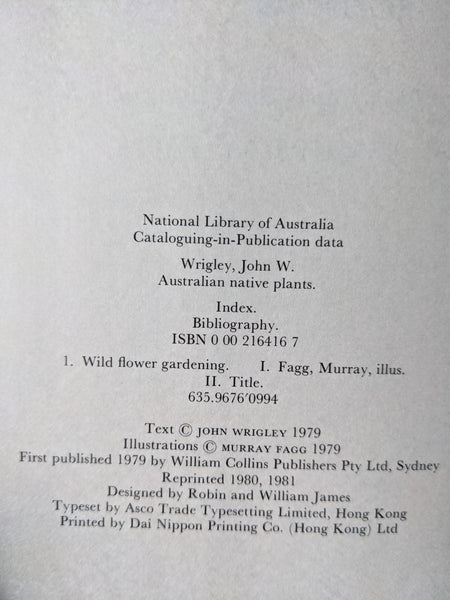 National Library of Australia
Cataloguing-in-Publication data
Wrigley, John W.
Australian native plants.
Index.
Bibliography.
ISBN 0 00 216416 7
1. Wild flower gardening. I. Fagg, Murray, illus.
II. Title.
635.9676′0994
Text © JOHN WRIGLEY 1979
Illustrations © MURRAY FAGG 1979
First published 1979 by William Collins Publishers Pty Ltd, Sydney
Reprinted 1980, 1981
Designed by Robin and William James
Typeset by Asco Trade Typesetting Limited, Hong Kong
Printed by Dai Nippon Printing Co. (Hong Kong) Ltd